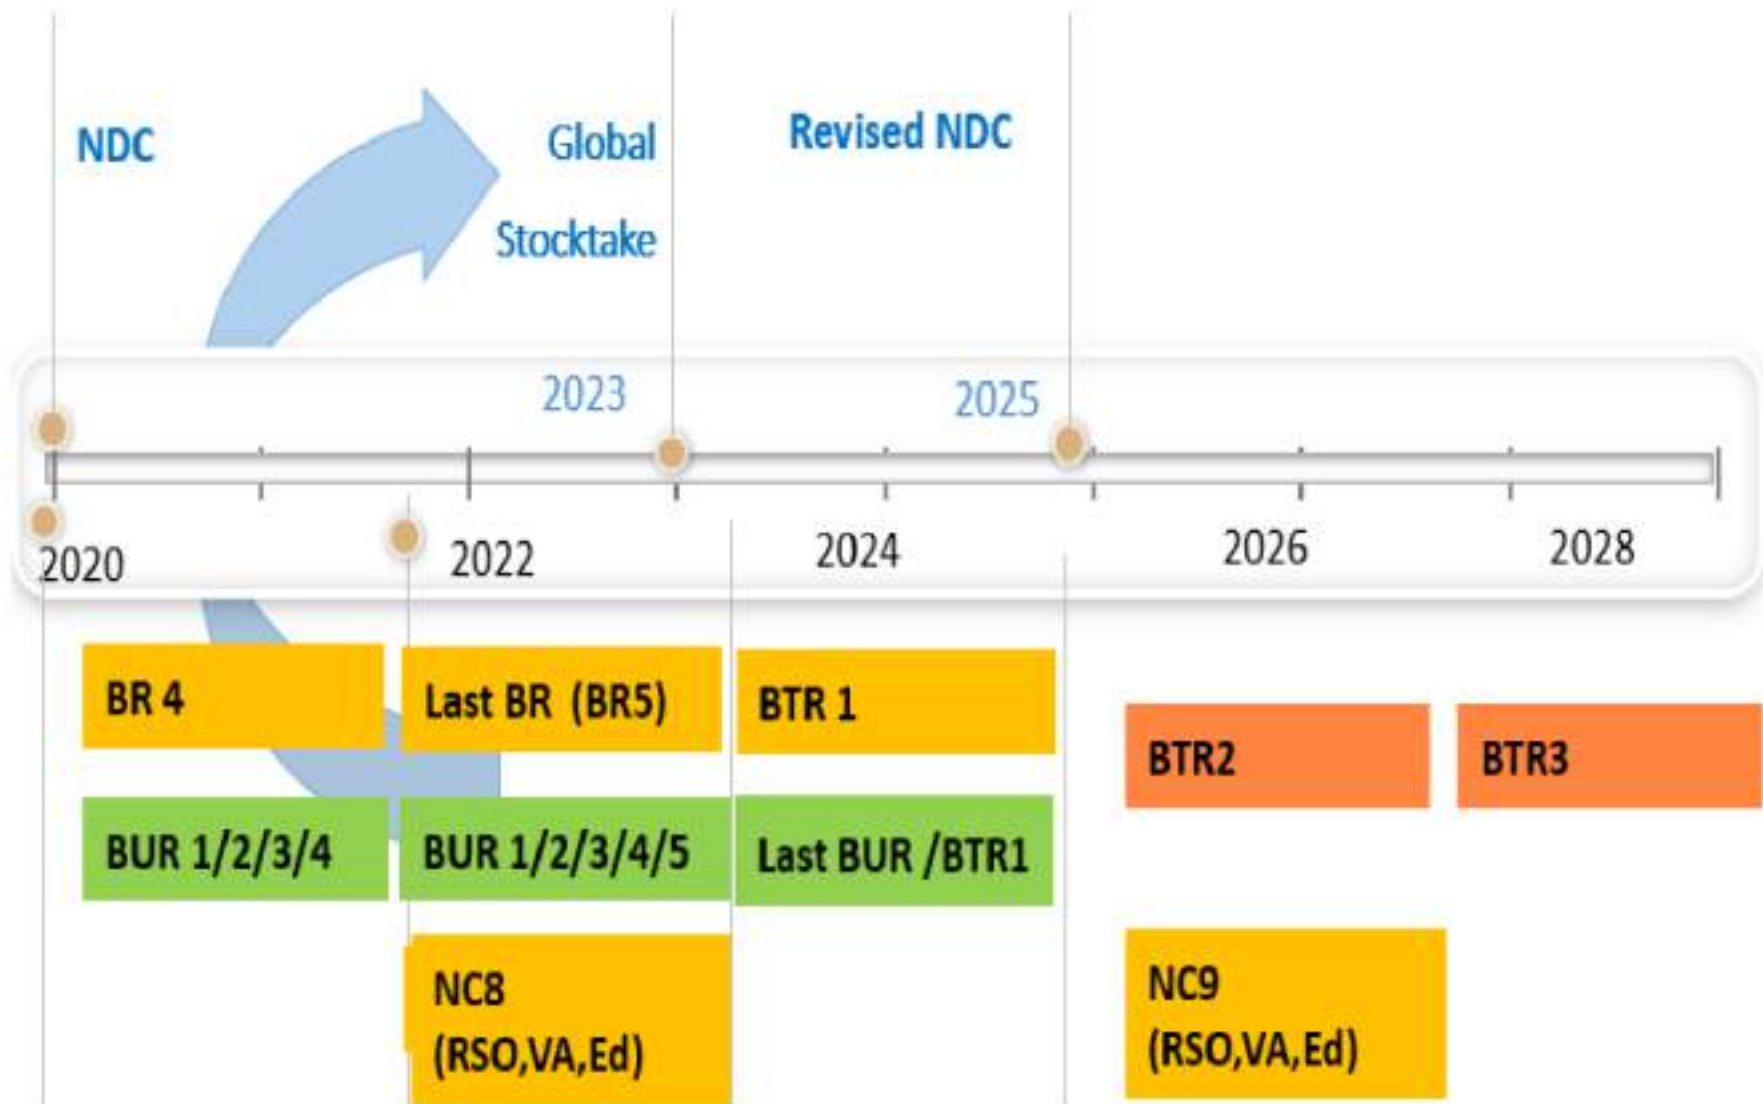 NDC
Global
Stocktake
Revised NDC
2023
2025
2020
2022
2024
2026
2028
BR 4
Last BR (BR5)
BTR 1
BTR2
BTR3
BUR 1/2/3/4
BUR 1/2/3/4/5
Last BUR /BTR1
NC8
(RSO,VA,Ed)
NC9
(RSO,VA,Ed)